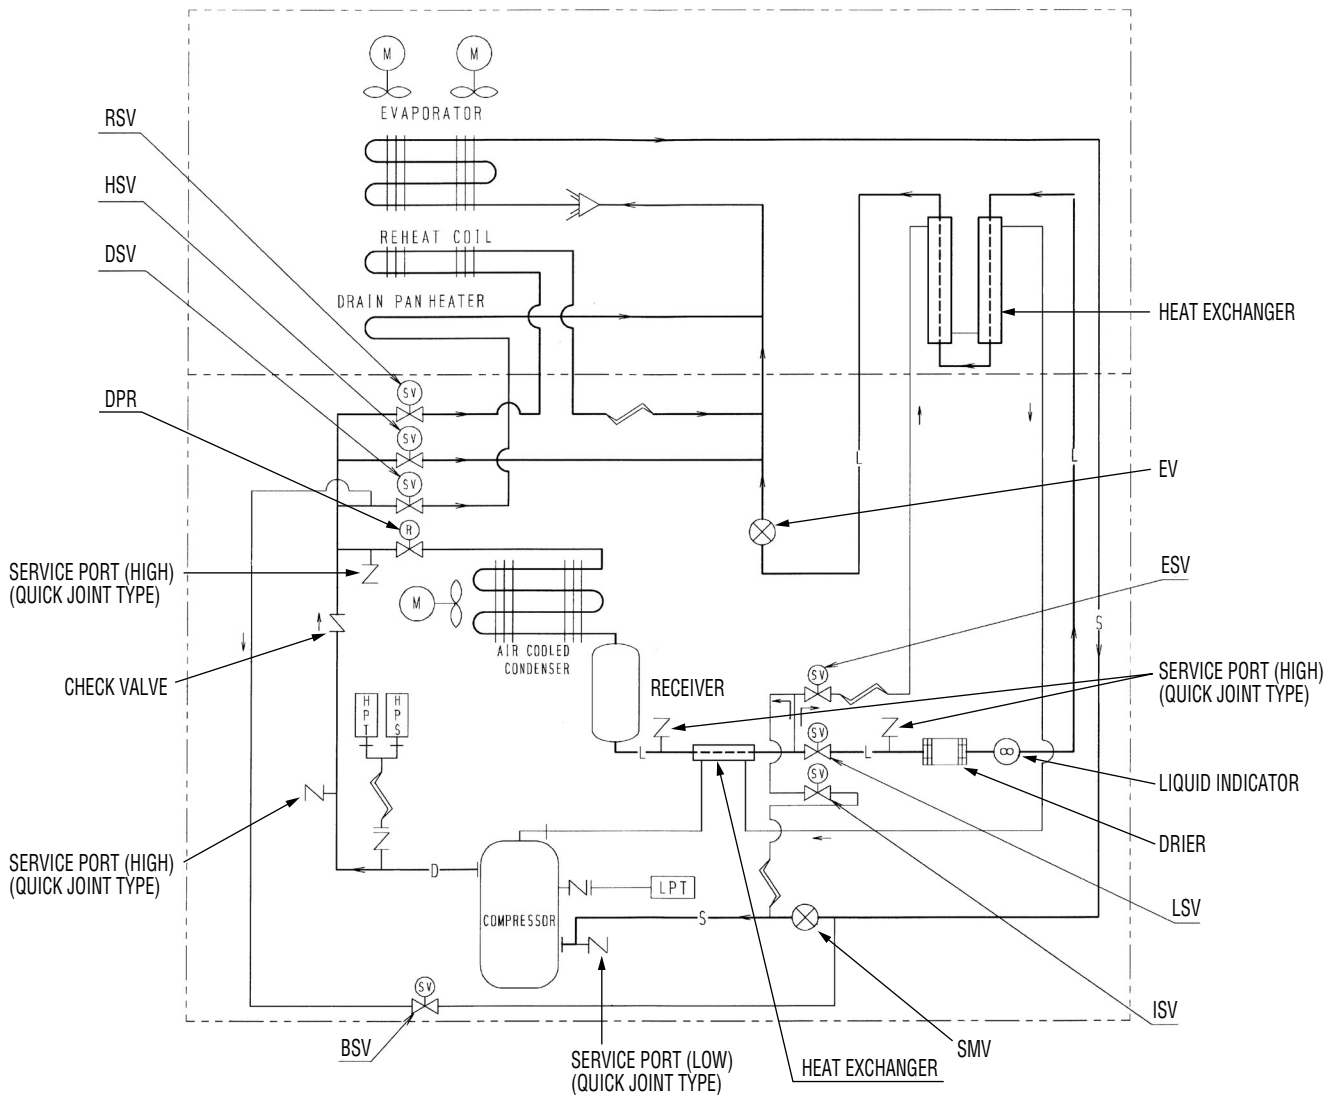 M
M
EVAPORATOR
RSV
HSV
DSV
REHEAT COIL
DRAIN PAN HEATER
HEAT EXCHANGER
SV
DPR
SV
SV
L
L
EV
R
SERVICE PORT (HIGH)
(QUICK JOINT TYPE)
ESV
M
AIR COOLED
CONDENSER
S
CHECK VALVE
RECEIVER
SV
SERVICE PORT (HIGH)
(QUICK JOINT TYPE)
HPT
HPS
SV
L
L
SV
LIQUID INDICATOR
DRIER
SERVICE PORT (HIGH)
(QUICK JOINT TYPE)
D
LPT
COMPRESSOR
S
LSV
SV
ISV
BSV
SERVICE PORT (LOW)
(QUICK JOINT TYPE)
HEAT EXCHANGER
SMV